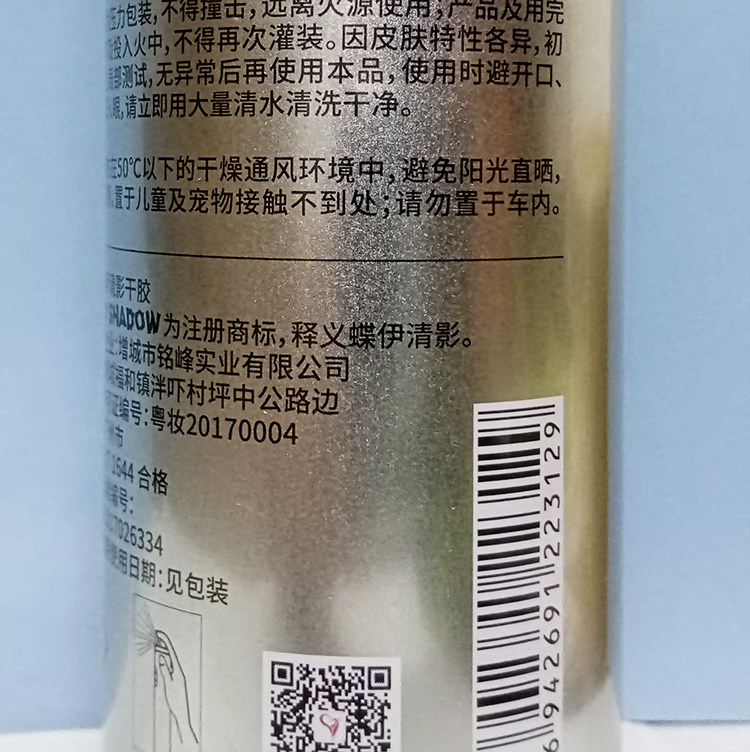 压力包装,不得撞击,远离火源使用;产品及用完
投入火中,不得再次灌装。因皮肤特性各异,初
部测试,无异常后再使用本品,使用时避开口、
眼,请立即用大量清水清洗干净。
在50℃以下的干燥通风环境中,避免阳光直晒,
置于儿童及宠物接触不到处;请勿置于车内。
清影干胶
SHADOW为注册商标,释义蝶伊清影。
:增城市铭峰实业有限公司
福和镇泮吓村坪中公路边
证编号:粤妆20170004
州市
1644 合格
编号:
7026334
使用日期:见包装
6942691223129